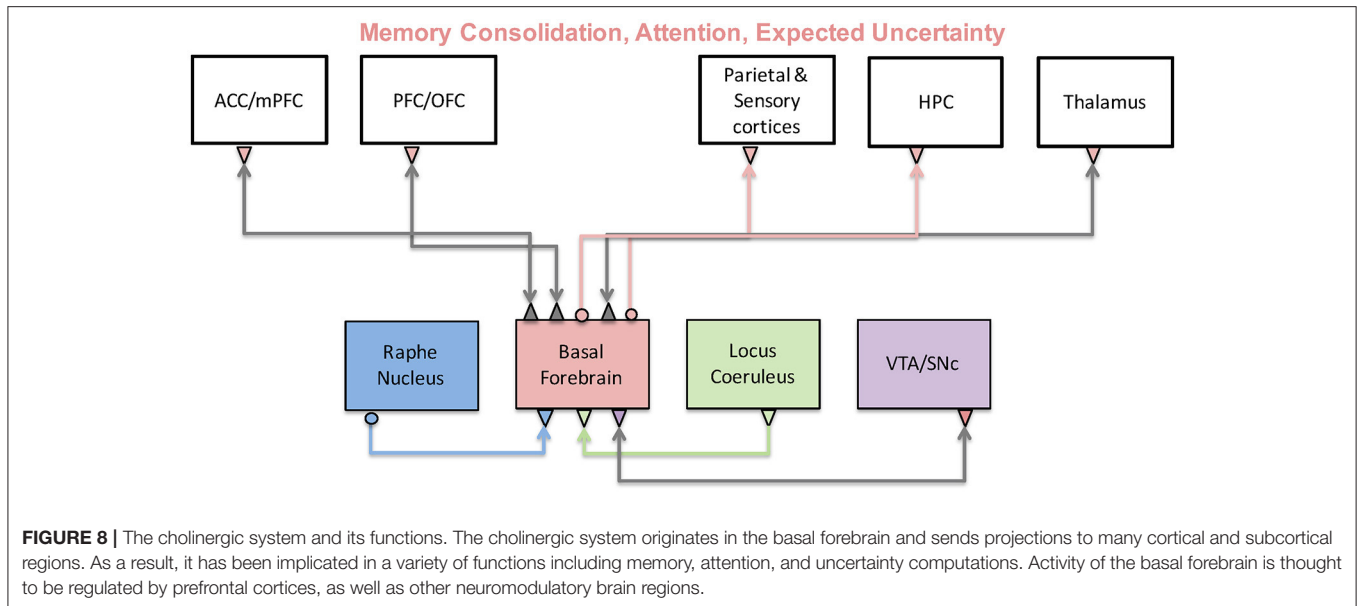 Memory Consolidation, Attention, Expected Uncertainty
ACC/mPFC
PFC/OFC
Parietal &
Sensory
cortices
HPC
Thalamus
Raphe
Nucleus
Basal
Forebrain
Locus
Coeruleus
VTA/SNc
FIGURE 8 | The cholinergic system and its functions. The cholinergic system originates in the basal forebrain and sends projections to many cortical and subcortical
regions. As a result, it has been implicated in a variety of functions including memory, attention, and uncertainty computations. Activity of the basal forebrain is thought
to be regulated by prefrontal cortices, as well as other neuromodulatory brain regions.